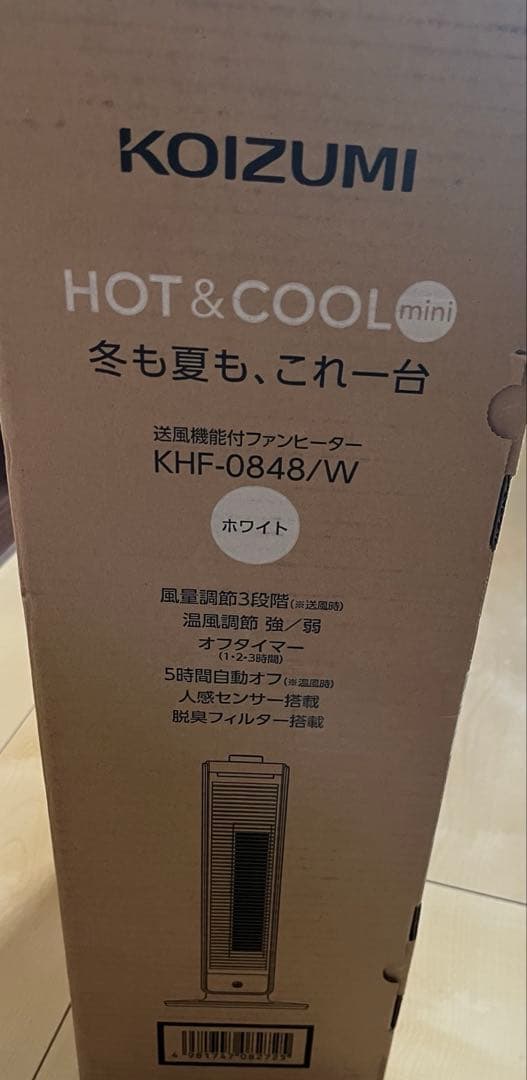 KOIZUMI
HOT&COOL mini
冬も夏も、これ一台
送風機能付ファンヒーター
KHF-0848/W
ホワイト
風量調節3段階(※送風時)
温風調節 強/弱
オフタイマー
(1・2・3時間)
5時間自動オフ(※温風時)
人感センサー搭載
脱臭フィルター搭載
4 981747 082725